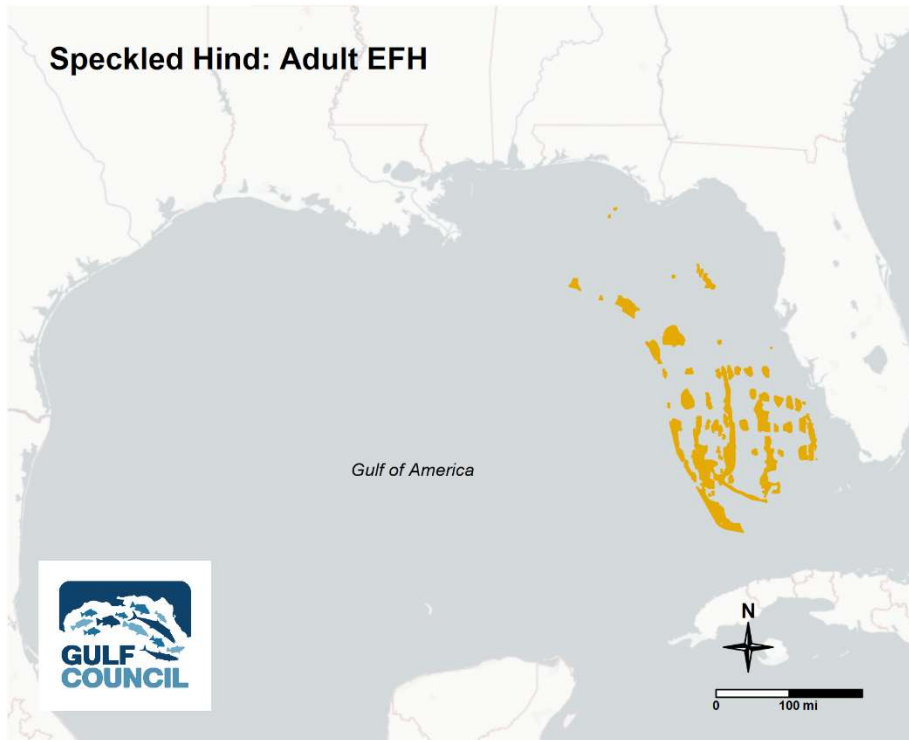 Speckled Hind: Adult EFH
Gulf of America
GULF
COUNCIL
N
0 100 mi